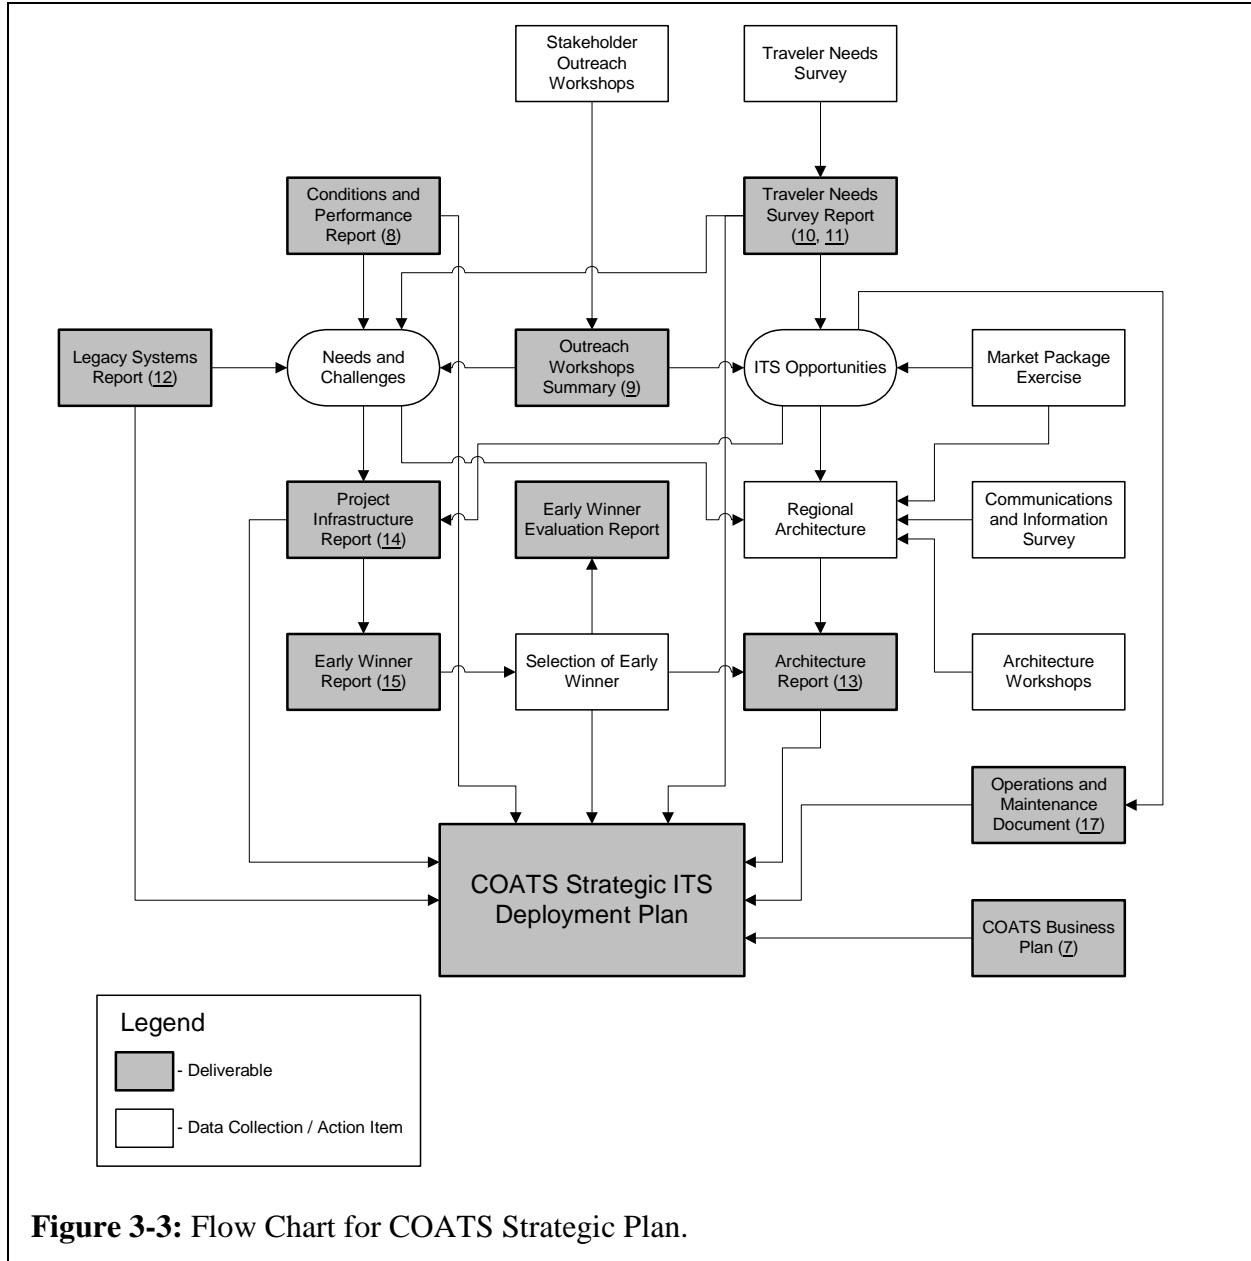 Stakeholder
Outreach
Workshops
Traveler Needs
Survey
Conditions and
Performance
Report (8)
Traveler Needs
Survey Report
(10, 11)
Legacy Systems
Report (12)
Needs and
Challenges
Outreach
Workshops
Summary (9)
ITS Opportunities
Market Package
Exercise
Project
Infrastructure
Report (14)
Early Winner
Evaluation Report
Regional
Architecture
Communications
and Information
Survey
Early Winner
Report (15)
Selection of Early
Winner
Architecture
Report (13)
Architecture
Workshops
Operations and
Maintenance
Document (17)
COATS Strategic ITS
Deployment Plan
COATS Business
Plan (7)
Legend
- Deliverable
- Data Collection / Action Item
Figure 3-3: Flow Chart for COATS Strategic Plan.